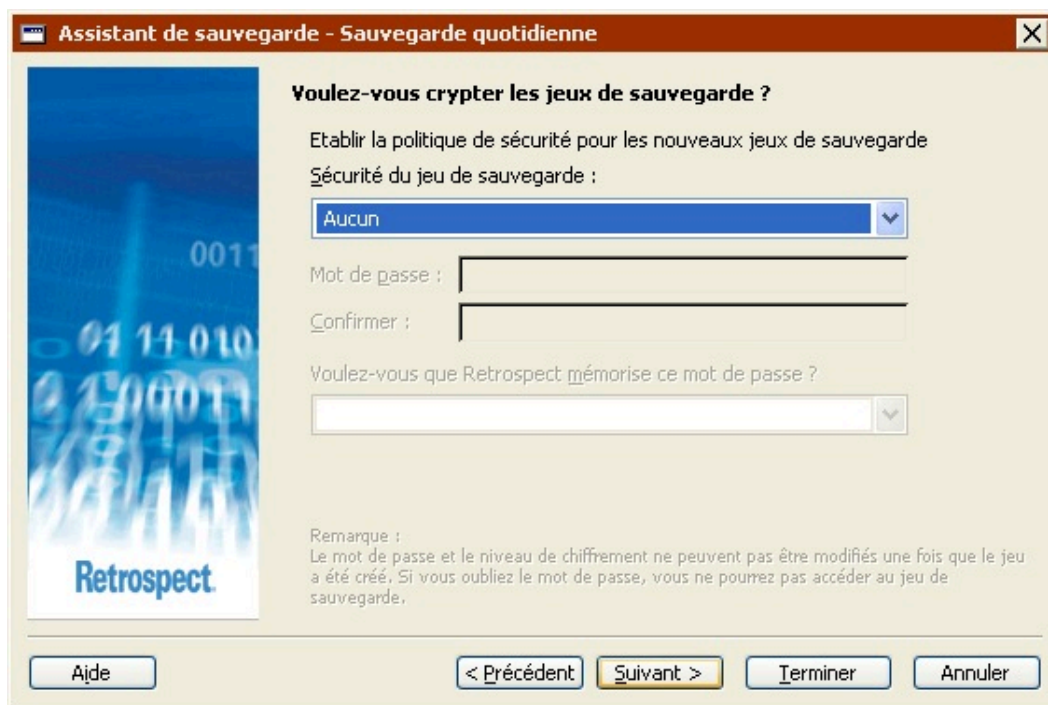 Assistant de sauvegarde - Sauvegarde quotidienne
Voulez-vous crypter les jeux de sauvegarde ?
Etablir la politique de sécurité pour les nouveaux jeux de sauvegarde
Sécurité du jeu de sauvegarde :
Aucun
0011
Mot de passe :
01 11 010
Confirmer :
Voulez-vous que Retrospect mémorise ce mot de passe ?
Remarque :
Le mot de passe et le niveau de chiffrement ne peuvent pas être modifiés une fois que le jeu
a été créé. Si vous oubliez le mot de passe, vous ne pourrez pas accéder au jeu de
sauvegarde.
Retrospect.
Aide
< Précédent
Suivant >
Terminer
Annuler